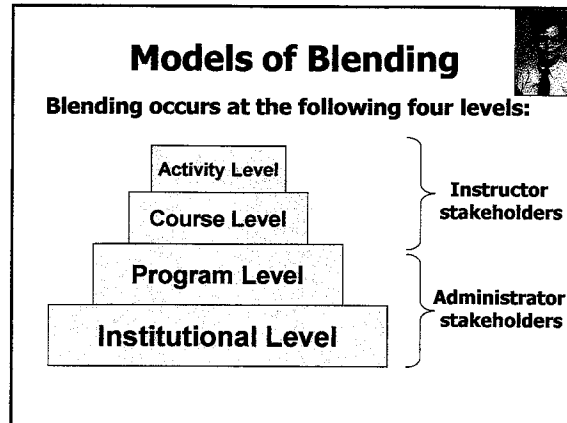 Models of Blending
Blending occurs at the following four levels:
Activity Level
Course Level
Instructor
stakeholders
Program Level
Institutional Level
Administrator
stakeholders